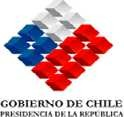 GOBIERNO DE CHILE
PRESIDENCIA DE LA REPUBLICA